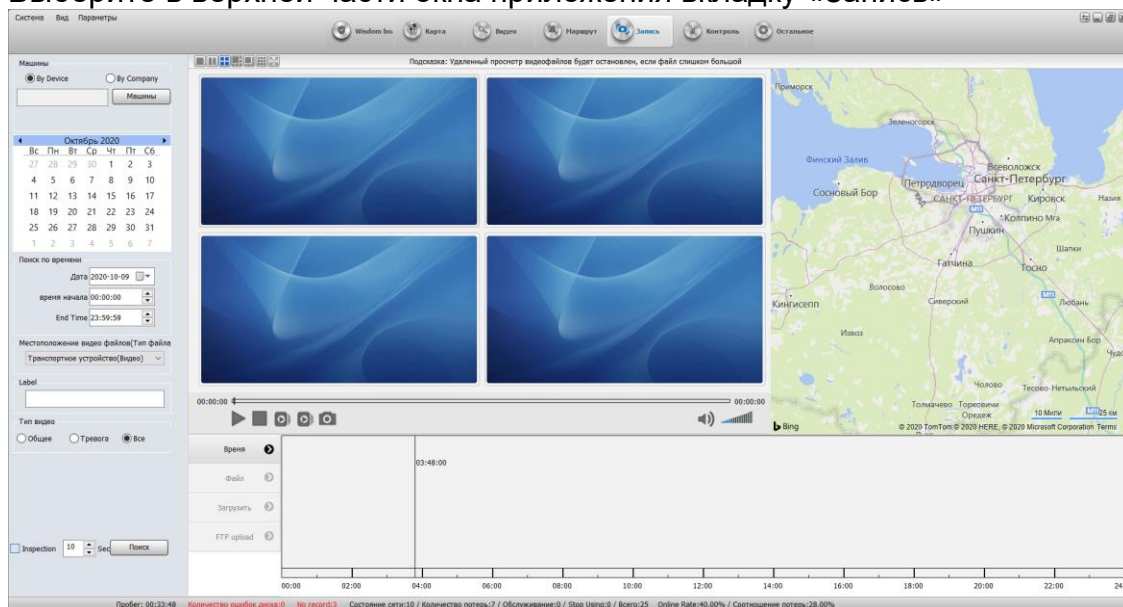 Выберите в верхней части окна приложения вкладку «Запись»
Система Вид Параметры
Wisdom bo: Карта Видео Маршрут Запись Контроль Остальное
Машины
By Device By Company
Машины
Октябрь 2020
Вс Пн Вт Ср Чт Пт Сб
27 28 29 30 1 2 3
4 5 6 7 8 9 10
11 12 13 14 15 16 17
18 19 20 21 22 23 24
25 26 27 28 29 30 31
1 2 3 4 5 6 7
Поиск по времени
Дата 2020-10-09
время начала 00:00:00
End Time 23:59:59
Местоположение видео файлов(Тип файла
Транспортное устройство(Видео)
Label
Тип видео
Общее Тревога Все
Inspection 10 Sec Поиск
Подсказка: Удаленный просмотр видеофайлов будет остановлен, если файл слишком большой
00:00:00 00:00:00
Приморск
Зеленогорск
Финский Залив
Всеволожск
Петродворец Санкт-Петербург
Сосновый Бор САНКТ-ПЕТЕРБУРГ Кировск Назия
Колпино Мга
Пушкин
Шапки
Гатчина
Тосно
Волосово
Сиверский
Любань
Кингисепп
Извоз
Апраксин Бор
Чудо
Чолово
Тесово-Нетыльский
Толмачево Торковичи
Оредеж
10 Мили 25 км
Bing © 2020 TomTom © 2020 HERE, © 2020 Microsoft Corporation Terms
Время
Файл
Загрузить
FTP upload
03:48:00
00:00 02:00 04:00 06:00 08:00 10:00 12:00 14:00 16:00 18:00 20:00 22:00 24
Пробег: 00:33:48 Количество ошибок диска:0 No record:3 Состояние сети:10 / Количество потерь:7 / Обслуживание:0 / Stop Using:0 / Всего:25 Online Rate:40.00% / Соотношение потерь:28.00%